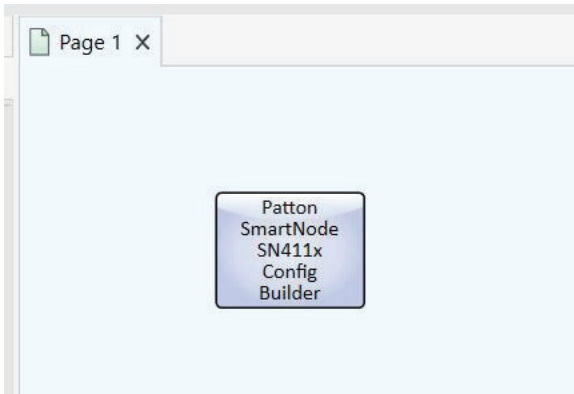 Page 1 X
Patton
SmartNode
SN411x
Config
Builder